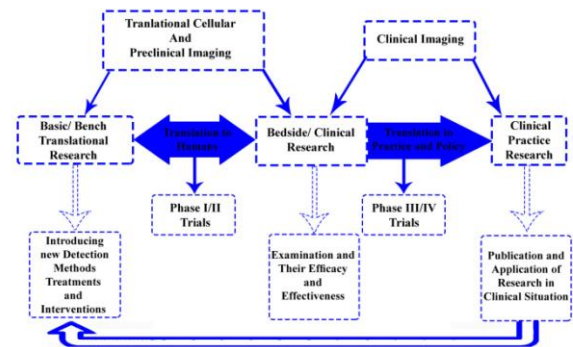 Tranlational Cellular
And
Preclinical Imaging
Clinical Imaging
Basic/ Bench
Translational
Research
Translation to
Humans
Bedside/ Clinical
Research
Translation to
Practice and Policy
Clinical
Practice
Research
Phase I/II
Trials
Phase III/IV
Trials
Introducing
new Detection
Methods
Treatments
and
Interventions
Examination and
Their Efficacy
and
Effectiveness
Publication and
Application of
Research in
Clinical Situation